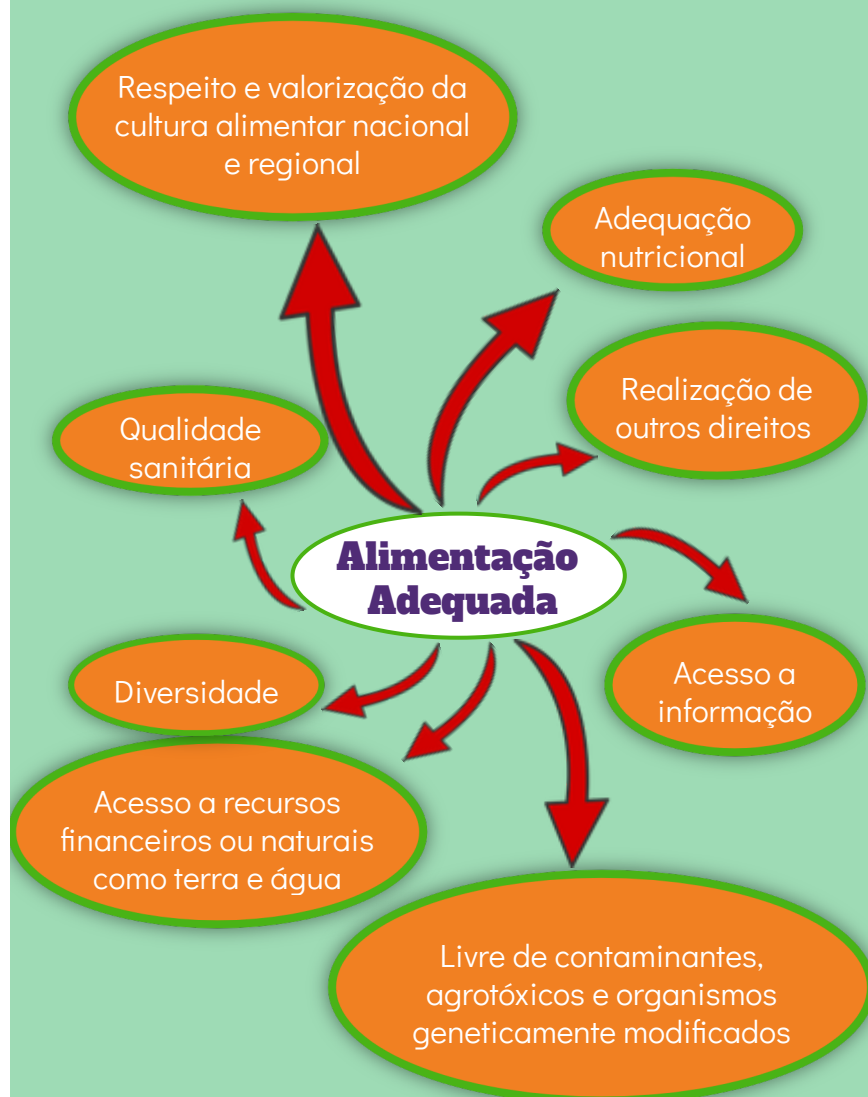 Respeito e valorização da
cultura alimentar nacional
e regional
Adequação
nutricional
Realização de
outros direitos
Qualidade
sanitária
Alimentação
Adequada
Acesso a
informação
Diversidade
Acesso a recursos
financeiros ou naturais
como terra e água
Livre de contaminantes,
agrotóxicos e organismos
geneticamente modificados